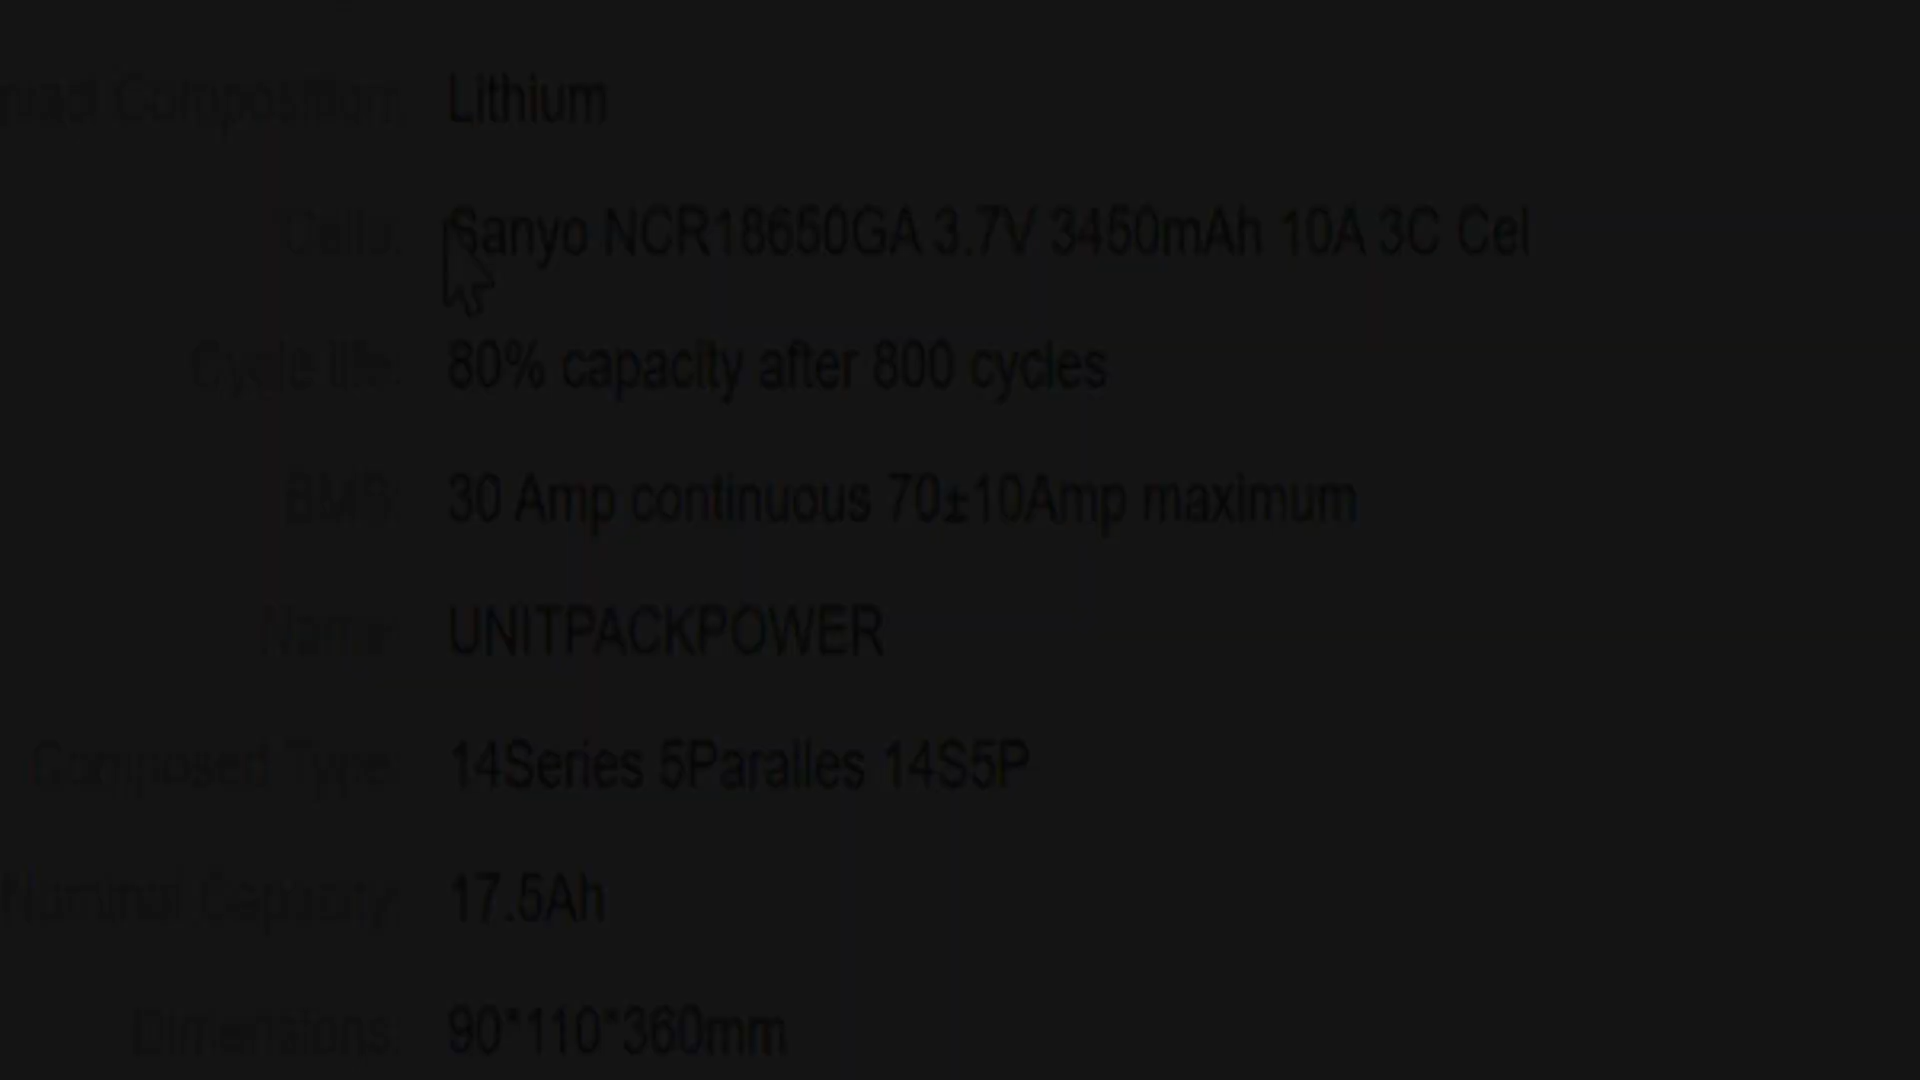 Composition: Lithium
Cells: Sanyo NCR18650GA 3.7V 3450mAh 10A 3C Cel
Cycle life: 80% capacity after 800 cycles
BMS: 30 Amp continuous 70±10Amp maximum
Name: UNITPACKPOWER
Composed Type: 14Series 5Paralles 14S5P
Nominal Capacity: 17.5Ah
Dimensions: 90*110*360mm